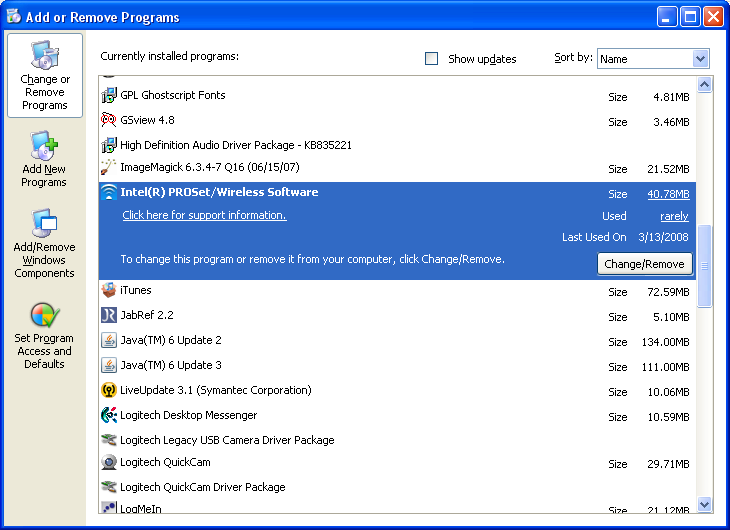 Add or Remove Programs
Change or Remove Programs
Add New Programs
Add/Remove Windows Components
Set Program Access and Defaults
Currently installed programs:
Show updates
Sort by: Name
GPL Ghostscript Fonts Size 4.81MB
GSview 4.8 Size 3.46MB
High Definition Audio Driver Package - KB835221
ImageMagick 6.3.4-7 Q16 (06/15/07) Size 21.52MB
Intel(R) PROSet/Wireless Software Size 40.78MB
Click here for support information. Used rarely
Last Used On 3/13/2008
To change this program or remove it from your computer, click Change/Remove. Change/Remove
iTunes Size 72.59MB
JabRef 2.2 Size 5.10MB
Java(TM) 6 Update 2 Size 134.00MB
Java(TM) 6 Update 3 Size 111.00MB
LiveUpdate 3.1 (Symantec Corporation) Size 10.06MB
Logitech Desktop Messenger Size 10.59MB
Logitech Legacy USB Camera Driver Package
Logitech QuickCam Size 29.71MB
Logitech QuickCam Driver Package
LogMeIn Size 21.12MB